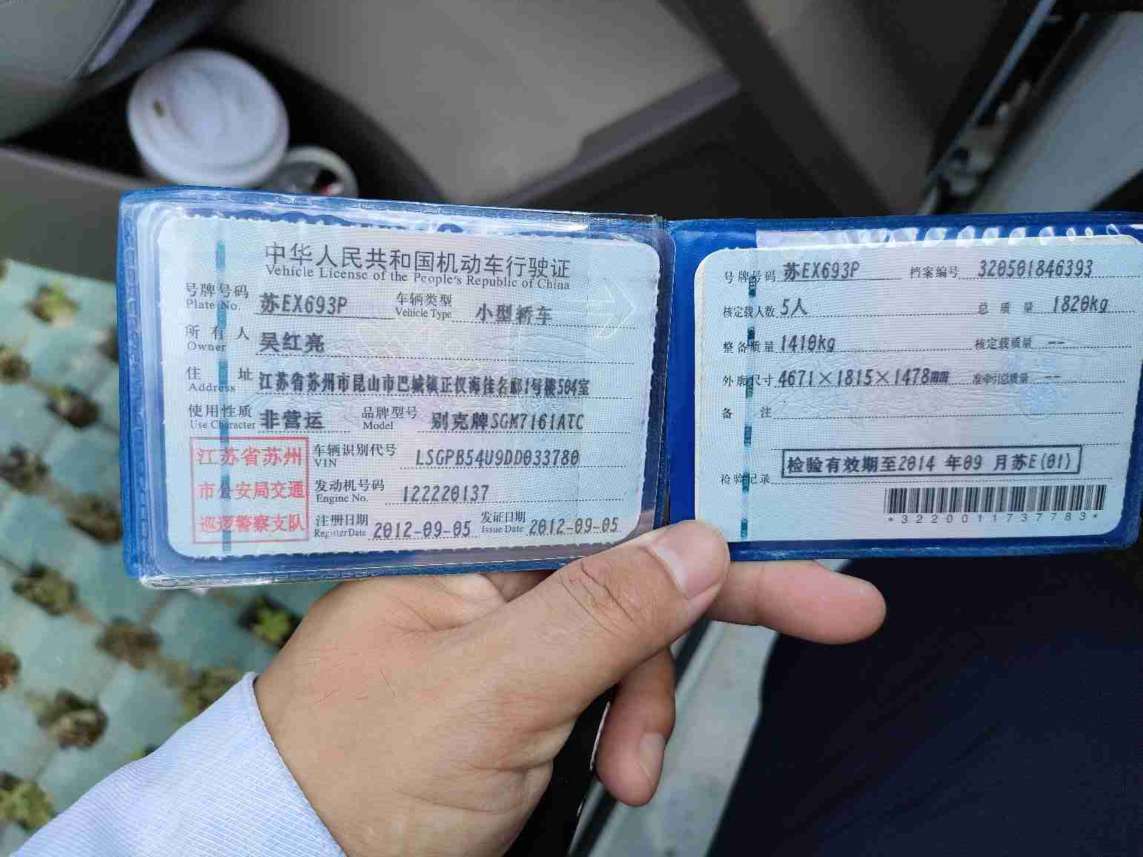 中华人民共和国机动车行驶证
Vehicle License of the People's Republic of China
号牌号码 苏EX693P 车辆类型 小型轿车
Plate No. Vehicle Type
所有人 吴红亮
Owner
住址 江苏省苏州市昆山市巴城镇正仪海佳名邸1号楼504室
Address
使用性质 非营运 品牌型号 别克牌SGM7161ATC
Use Character Model
江苏省苏州
市公安局交通
巡逻警察支队
车辆识别代号 LSGPB54U9DD033780
VIN
发动机号码 122220137
Engine No.
注册日期 2012-09-05 发证日期 2012-09-05
Register Date Issue Date
号牌号码 苏EX693P 档案编号 320501846393
核定载人数 5人 总质量 1820kg
整备质量 1410kg 核定载质量 --
外廓尺寸 4671×1815×1478mm 准牵引总质量 --
备注
检验记录 检验有效期至2014 年09 月苏E(01)
*3220011737783*